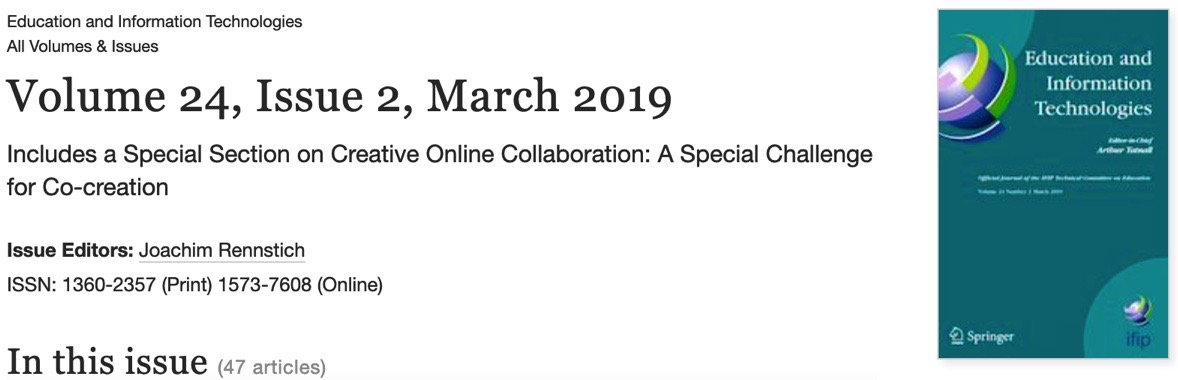 Education and Information Technologies
All Volumes & Issues
Volume 24, Issue 2, March 2019
Includes a Special Section on Creative Online Collaboration: A Special Challenge
for Co-creation
Issue Editors: Joachim Rennstich
ISSN: 1360-2357 (Print) 1573-7608 (Online)
In this issue (47 articles)
Education and
Information
Technologies
Editor-in-Chief
Arthur Tatnall
Official Journal of the IFIP Technical Committee on Education
Volume 24 Number 2 March 2019
Springer
ifip